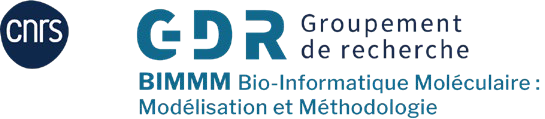 cnrs
GDR Groupement
de recherche
BIMMM Bio-Informatique Moléculaire :
Modélisation et Méthodologie